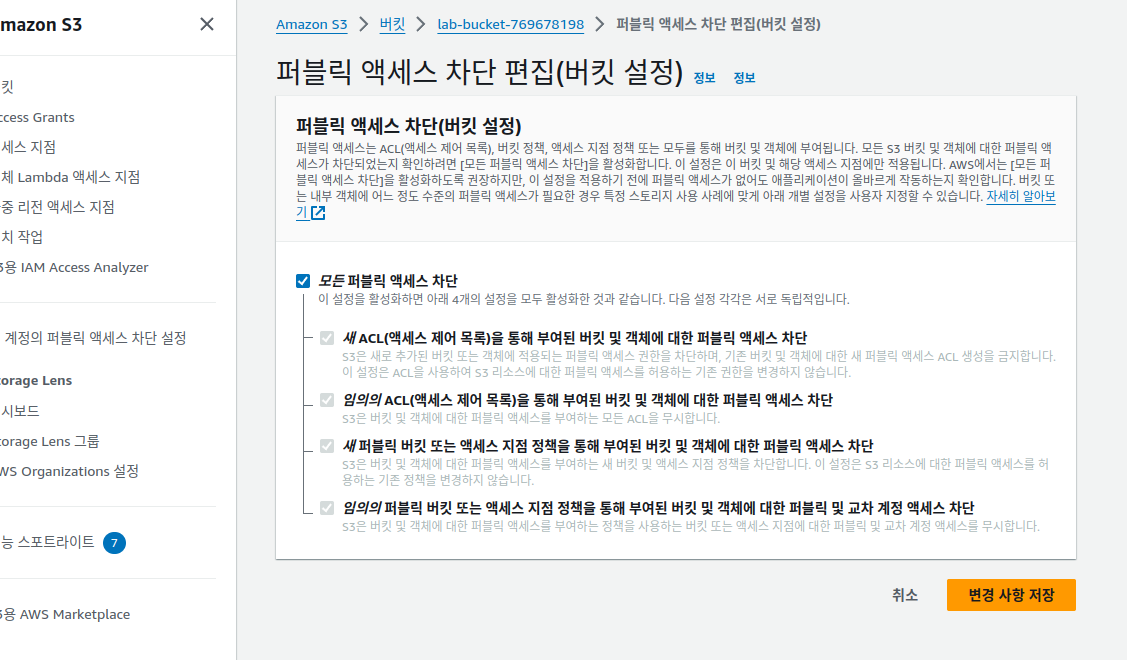 mazon S3
Amazon S3
버킷
lab-bucket-769678198
퍼블릭 액세스 차단 편집(버킷 설정)
킷
ccess Grants
세스 지점
체 Lambda 액세스 지점
중 리전 액세스 지점
치 작업
용 IAM Access Analyzer
계정의 퍼블릭 액세스 차단 설정
orage Lens
시보드
torage Lens 그룹
WS Organizations 설정
능 스포트라이트 7
용 AWS Marketplace
퍼블릭 액세스 차단 편집(버킷 설정) 정보 정보
퍼블릭 액세스 차단(버킷 설정)
퍼블릭 액세스는 ACL(액세스 제어 목록), 버킷 정책, 액세스 지점 정책 또는 모두를 통해 버킷 및 객체에 부여됩니다. 모든 S3 버킷 및 객체에 대한 퍼블릭 액
세스가 차단되었는지 확인하려면 [모든 퍼블릭 액세스 차단]을 활성화합니다. 이 설정은 이 버킷 및 해당 액세스 지점에만 적용됩니다. AWS에서는 [모든 퍼
블릭 액세스 차단]을 활성화하도록 권장하지만, 이 설정을 적용하기 전에 퍼블릭 액세스가 없어도 애플리케이션이 올바르게 작동하는지 확인합니다. 버킷 또
는 내부 객체에 어느 정도 수준의 퍼블릭 액세스가 필요한 경우 특정 스토리지 사용 사례에 맞게 아래 개별 설정을 사용자 지정할 수 있습니다. 자세히 알아보
기
모든 퍼블릭 액세스 차단
이 설정을 활성화하면 아래 4개의 설정을 모두 활성화한 것과 같습니다. 다음 설정 각각은 서로 독립적입니다.
새 ACL(액세스 제어 목록)을 통해 부여된 버킷 및 객체에 대한 퍼블릭 액세스 차단
S3은 새로 추가된 버킷 또는 객체에 적용되는 퍼블릭 액세스 권한을 차단하며, 기존 버킷 및 객체에 대한 새 퍼블릭 액세스 ACL 생성을 금지합니다.
이 설정은 ACL을 사용하여 S3 리소스에 대한 퍼블릭 액세스를 허용하는 기존 권한을 변경하지 않습니다.
임의의 ACL(액세스 제어 목록)을 통해 부여된 버킷 및 객체에 대한 퍼블릭 액세스 차단
S3은 버킷 및 객체에 대한 퍼블릭 액세스를 부여하는 모든 ACL을 무시합니다.
새 퍼블릭 버킷 또는 액세스 지점 정책을 통해 부여된 버킷 및 객체에 대한 퍼블릭 액세스 차단
S3은 버킷 및 객체에 대한 퍼블릭 액세스를 부여하는 새 버킷 및 액세스 지점 정책을 차단합니다. 이 설정은 S3 리소스에 대한 퍼블릭 액세스를 허
용하는 기존 정책을 변경하지 않습니다.
임의의 퍼블릭 버킷 또는 액세스 지점 정책을 통해 부여된 버킷 및 객체에 대한 퍼블릭 및 교차 계정 액세스 차단
S3은 버킷 및 객체에 대한 퍼블릭 액세스를 부여하는 정책을 사용하는 버킷 또는 액세스 지점에 대한 퍼블릭 및 교차 계정 액세스를 무시합니다.
취소
변경 사항 저장